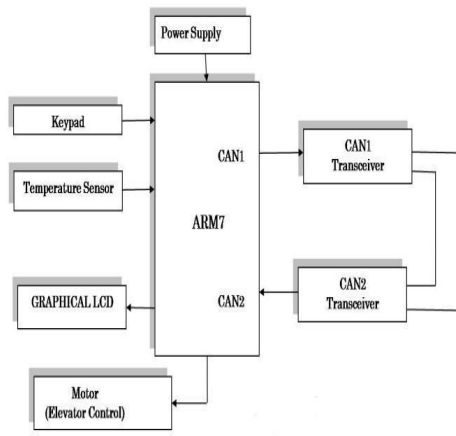 Power Supply
Keypad
CAN1
CAN1
Transceiver
Temperature Sensor
ARM7
GRAPHICAL LCD
CAN2
CAN2
Transceiver
Motor
(Elevator Control)